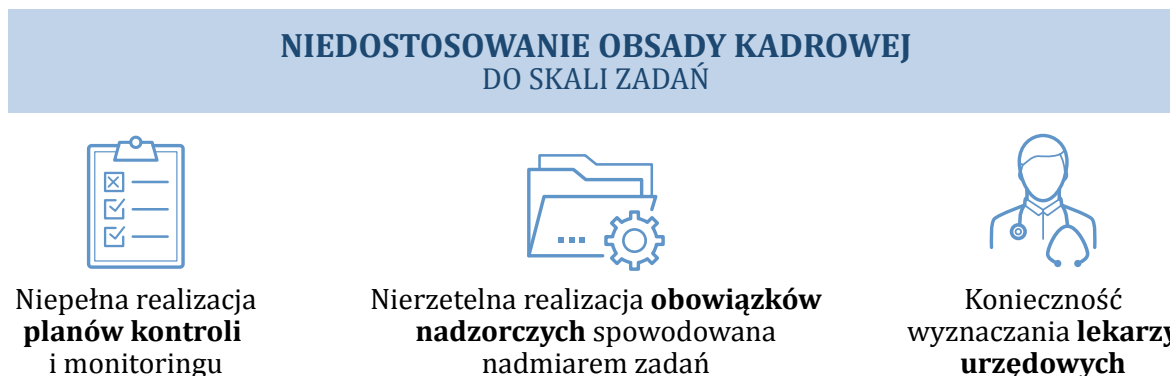 NIEDOSTOSOWANIE OBSADY KADROWEJ
DO SKALI ZADAŃ
Niepełna realizacja
planów kontroli
i monitoringu
Nierzetelna realizacja obowiązków
nadzorczych spowodowana
nadmiarem zadań
Konieczność
wyznaczania lekarzy
urzędowych